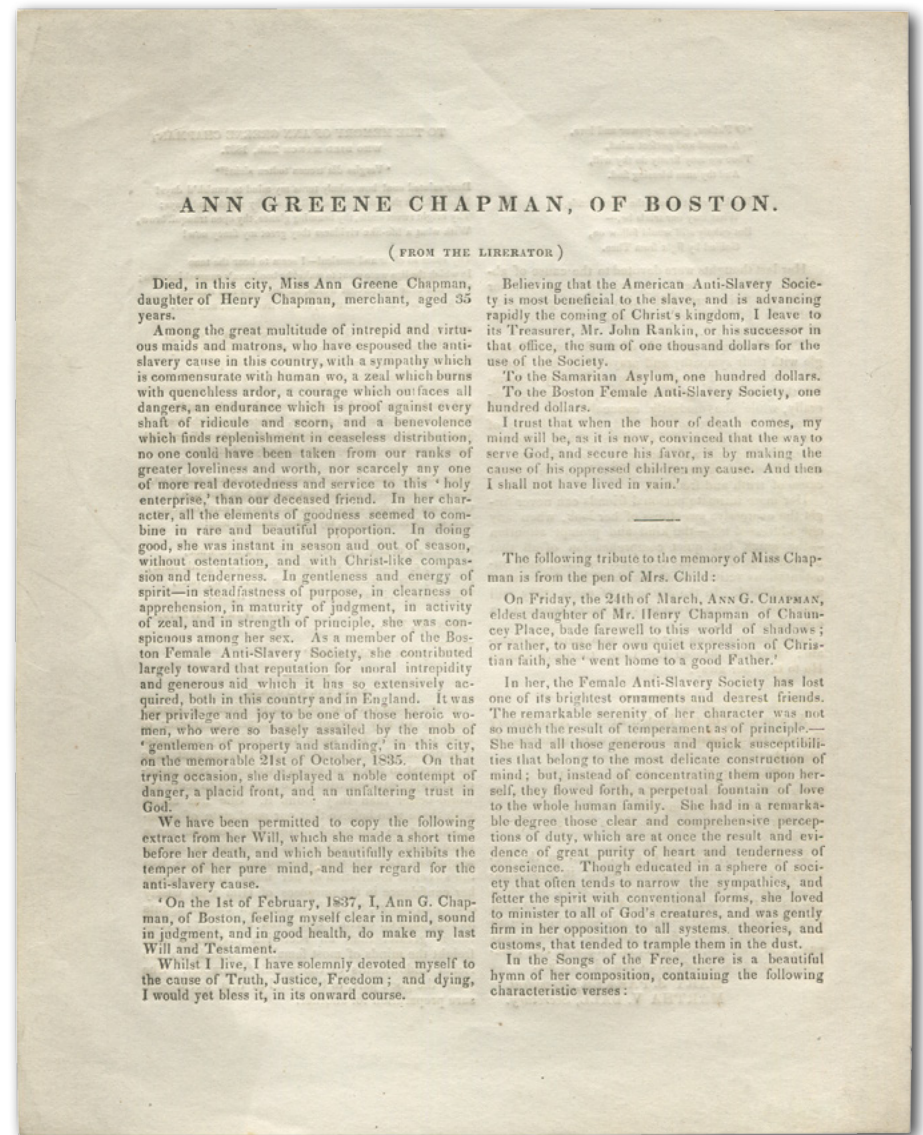 ANN GREENE CHAPMAN, OF BOSTON.
(FROM THE LIRERATOR)
Died, in this city, Miss Ann Greene Chapman,
daughter of Henry Chapman, merchant, aged 35
years.
Among the great multitude of intrepid and virtu-
ous maids and matrons, who have espoused the anti-
slavery cause in this country, with a sympathy which
is commensurate with human wo, a zeal which burns
with quenchless ardor, a courage which outfaces all
dangers, an endurance which is proof against every
shaft of ridicule and scorn, and a benevolence
which finds replenishment in ceaseless distribution,
no one could have been taken from our ranks of
greater loveliness and worth, nor scarcely any one
of more real devotedness and service to this ‘holy
enterprise,’ than our deceased friend. In her char-
acter, all the elements of goodness seemed to com-
bine in rare and beautiful proportion. In doing
good, she was instant in season and out of season,
without ostentation, and with Christ-like compas-
sion and tenderness. In gentleness and energy of
spirit—in steadfastness of purpose, in clearness of
apprehension, in maturity of judgment, in activity
of zeal, and in strength of principle, she was con-
spicuous among her sex. As a member of the Bos-
ton Female Anti-Slavery Society, she contributed
largely toward that reputation for moral intrepidity
and generous aid which it has so extensively ac-
quired, both in this country and in England. It was
her privilege and joy to be one of those heroic wo-
men, who were so basely assailed by the mob of
‘gentlemen of property and standing,’ in this city,
on the memorable 21st of October, 1835. On that
trying occasion, she displayed a noble contempt of
danger, a placid front, and an unfaltering trust in
God.
We have been permitted to copy the following
extract from her Will, which she made a short time
before her death, and which beautifully exhibits the
temper of her pure mind, and her regard for the
anti-slavery cause.
‘On the 1st of February, 1837, I, Ann G. Chap-
man, of Boston, feeling myself clear in mind, sound
in judgment, and in good health, do make my last
Will and Testament.
Whilst I live, I have solemnly devoted myself to
the cause of Truth, Justice, Freedom; and dying,
I would yet bless it, in its onward course.
Believing that the American Anti-Slavery Socie-
ty is most beneficial to the slave, and is advancing
rapidly the coming of Christ's kingdom, I leave to
its Treasurer, Mr. John Rankin, or his successor in
that office, the sum of one thousand dollars for the
use of the Society.
To the Samaritan Asylum, one hundred dollars.
To the Boston Female Anti-Slavery Society, one
hundred dollars.
I trust that when the hour of death comes, my
mind will be, as it is now, convinced that the way to
serve God, and secure his favor, is by making the
cause of his oppressed children my cause. And then
I shall not have lived in vain.’
The following tribute to the memory of Miss Chap-
man is from the pen of Mrs. Child:
On Friday, the 24th of March, ANN G. CHAPMAN,
eldest daughter of Mr. Henry Chapman of Chaun-
cey Place, bade farewell to this world of shadows;
or rather, to use her own quiet expression of Chris-
tian faith, she ‘went home to a good Father.’
In her, the Female Anti-Slavery Society has lost
one of its brightest ornaments and dearest friends.
The remarkable serenity of her character was not
so much the result of temperament as of principle.—
She had all those generous and quick susceptibili-
ties that belong to the most delicate construction of
mind; but, instead of concentrating them upon her-
self, they flowed forth, a perpetual fountain of love
to the whole human family. She had in a remarka-
ble degree those clear and comprehensive percep-
tions of duty, which are at once the result and evi-
dence of great purity of heart and tenderness of
conscience. Though educated in a sphere of soci-
ety that often tends to narrow the sympathies, and
fetter the spirit with conventional forms, she loved
to minister to all of God's creatures, and was gently
firm in her opposition to all systems, theories, and
customs, that tended to trample them in the dust.
In the Songs of the Free, there is a beautiful
hymn of her composition, containing the following
characteristic verses: